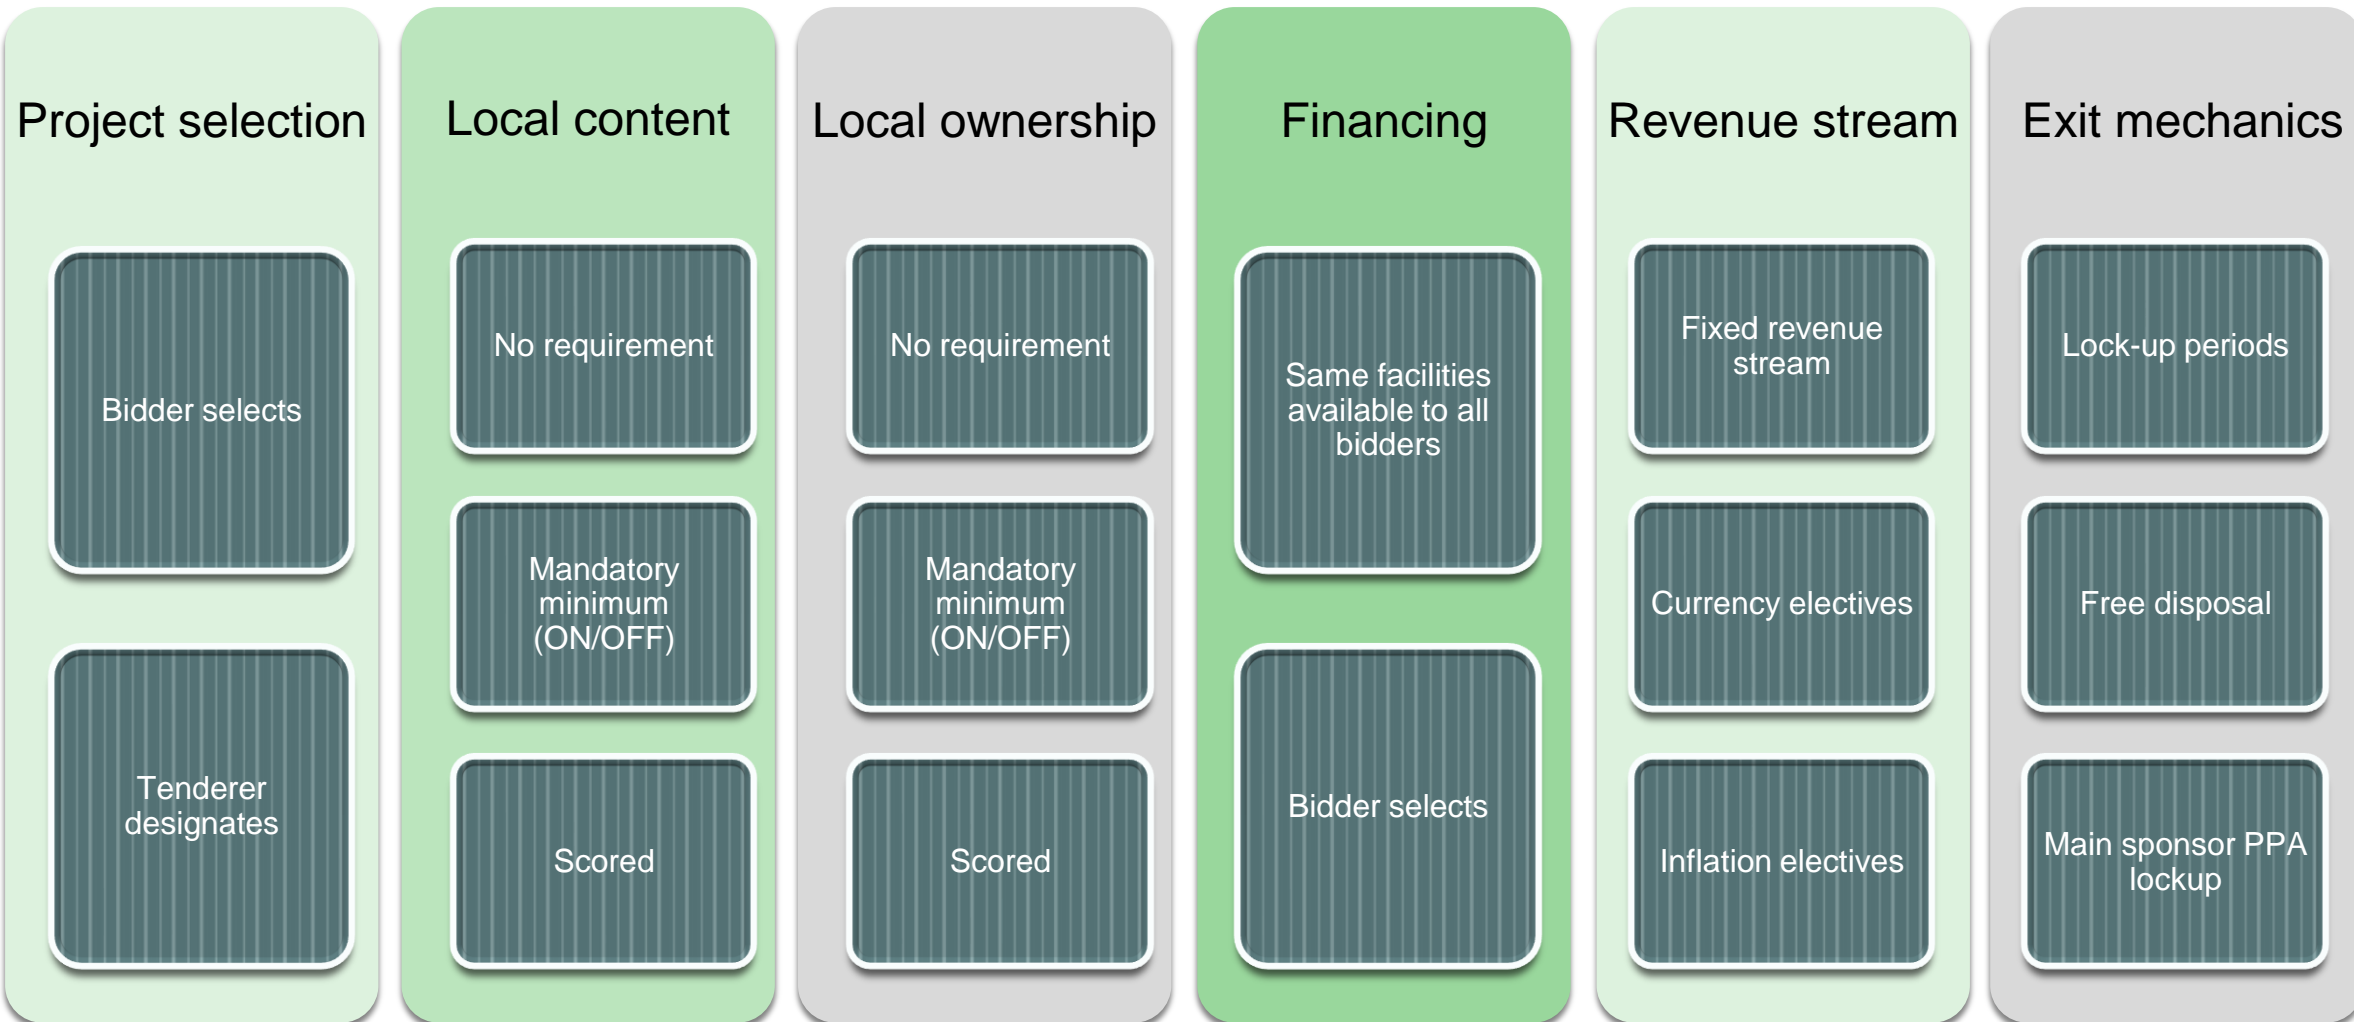 Project selection
Bidder selects
Tenderer
designates
Local content
No requirement
Mandatory
minimum
(ON/OFF)
Scored
Local ownership
No requirement
Mandatory
minimum
(ON/OFF)
Scored
Financing
Same facilities
available to all
bidders
Bidder selects
Revenue stream
Fixed revenue
stream
Currency electives
Inflation electives
Exit mechanics
Lock-up periods
Free disposal
Main sponsor PPA
lockup